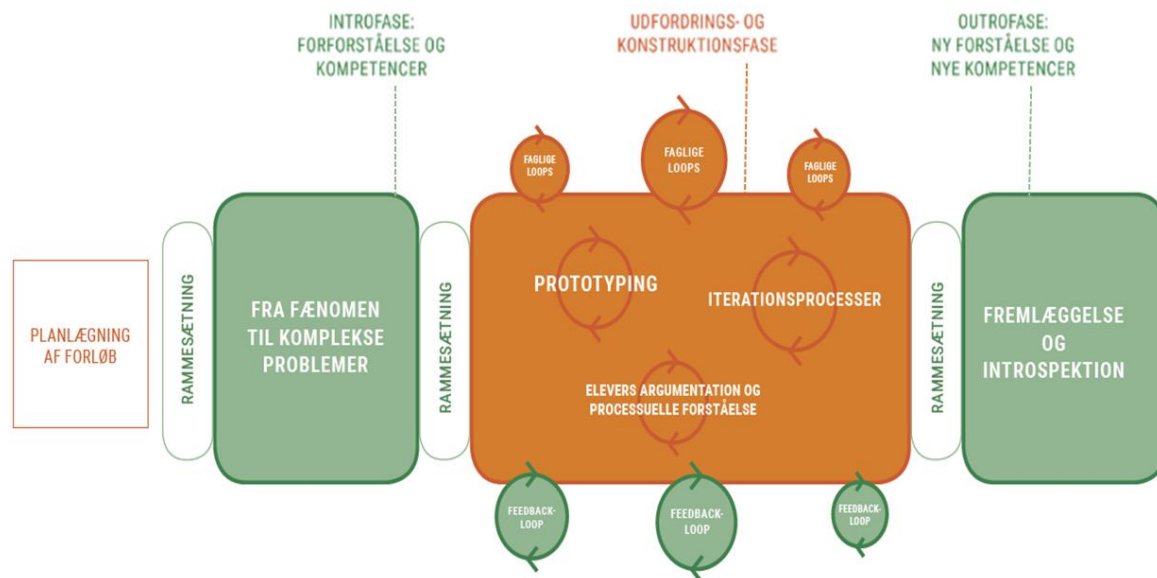 INTROFASE:
FORFORSTÅELSE OG
KOMPETENCER
UDFORDRINGS- OG
KONSTRUKTIONSFASE
OUTROFASE:
NY FORSTÅELSE OG
NYE KOMPETENCER
PLANLÆGNING
AF FORLØB
RAMMESÆTNING
FRA FÆNOMEN
TIL KOMPLEKSE
PROBLEMER
RAMMESÆTNING
FAGLIGE
LOOPS
FAGLIGE
LOOPS
FAGLIGE
LOOPS
PROTOTYPING
ITERATIONSPROCESSER
ELEVERS ARGUMENTATION OG
PROCESSUELLE FORSTÅELSE
FEEDBACK-
LOOP
FEEDBACK-
LOOP
FEEDBACK-
LOOP
RAMMESÆTNING
FREMLÆGGELSE
OG
INTROSPEKTION